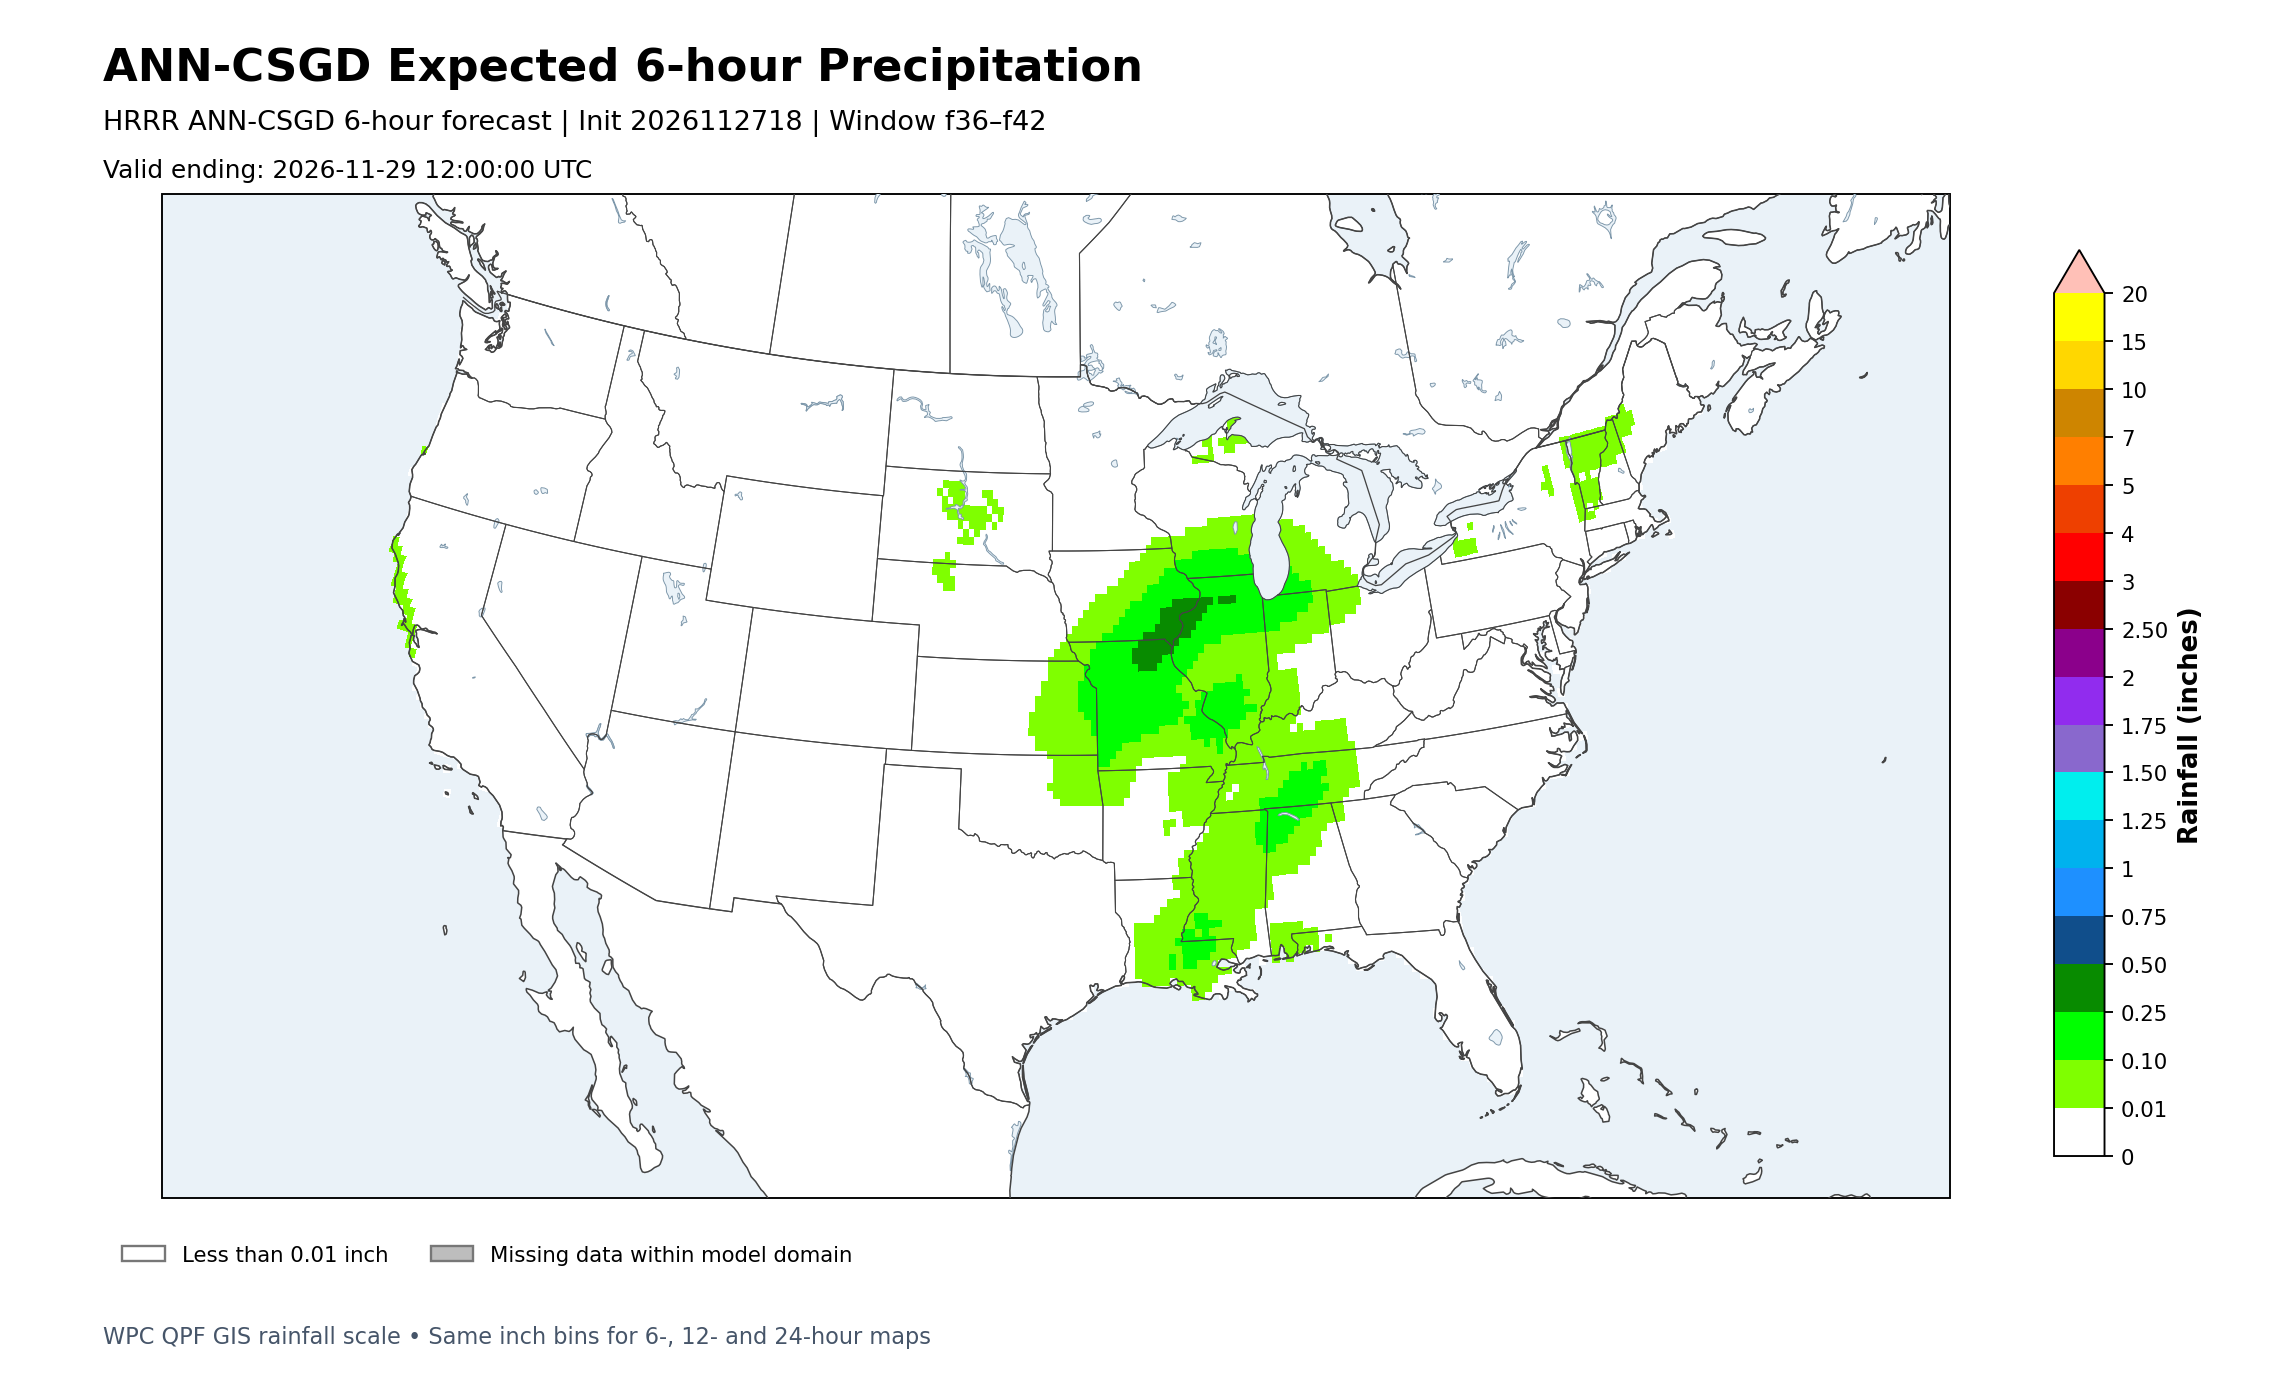 ANN-CSGD Expected 6-hour Precipitation
HRRR ANN-CSGD 6-hour forecast | Init 2026112718 | Window f36–f42
Valid ending: 2026-11-29 12:00:00 UTC
20
15
10
7
5
4
3
2.50
2
1.75
1.50
1.25
1
0.75
0.50
0.25
0.10
0.01
0
Rainfall (inches)
Less than 0.01 inch
Missing data within model domain
WPC QPF GIS rainfall scale • Same inch bins for 6-, 12- and 24-hour maps